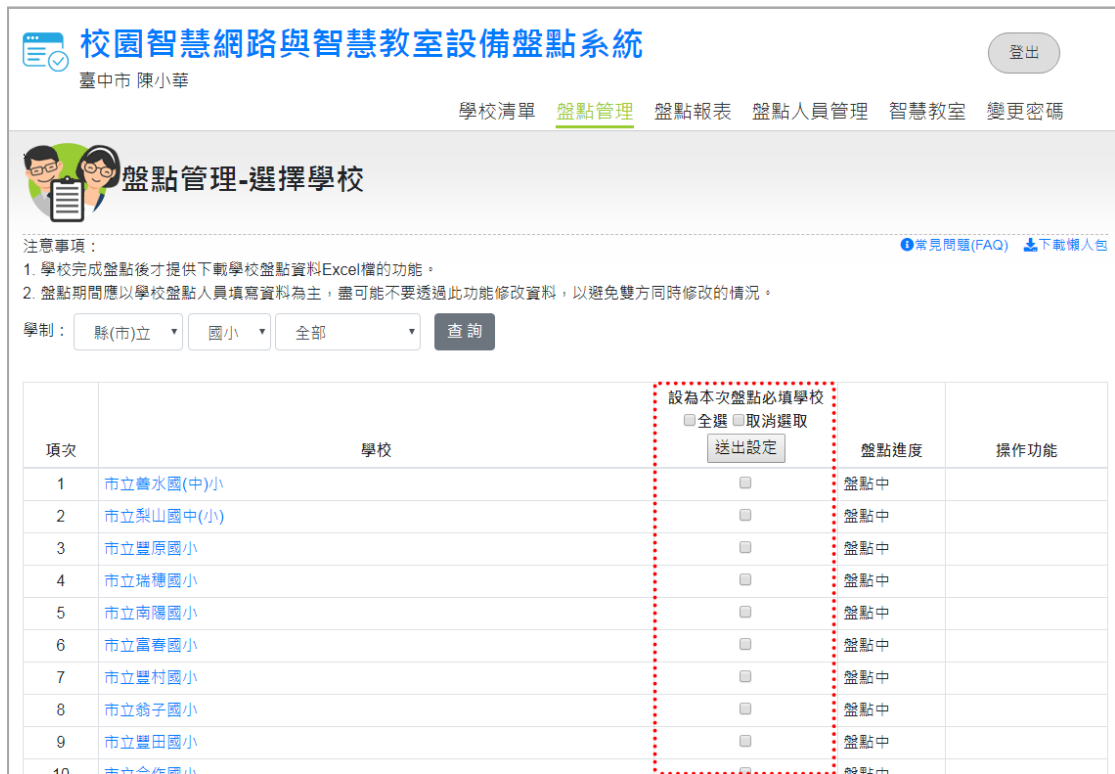 校園智慧網路與智慧教室設備盤點系統
登出
臺中市 陳小華
學校清單 盤點管理 盤點報表 盤點人員管理 智慧教室 變更密碼
盤點管理-選擇學校
注意事項：
常見問題(FAQ) 下載懶人包
1. 學校完成盤點後才提供下載學校盤點資料Excel檔的功能。
2. 盤點期間應以學校盤點人員填寫資料為主，盡可能不要透過此功能修改資料，以避免雙方同時修改的情況。
學制： 縣(市)立 國小 全部 查詢
設為本次盤點必填學校
全選 取消選取
項次 學校 送出設定 盤點進度 操作功能
1 市立善水國(中)小 盤點中
2 市立梨山國中(小) 盤點中
3 市立豐原國小 盤點中
4 市立瑞穗國小 盤點中
5 市立南陽國小 盤點中
6 市立富春國小 盤點中
7 市立豐村國小 盤點中
8 市立翁子國小 盤點中
9 市立豐田國小 盤點中
10 市立合作國小 盤點中